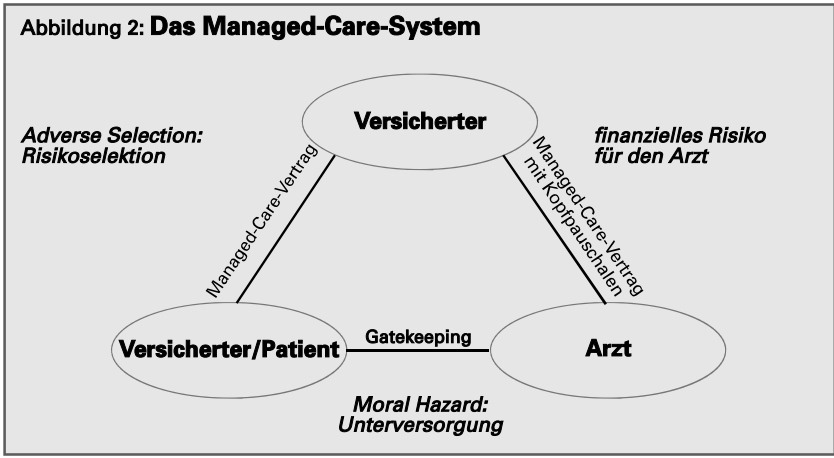 Abbildung 2: Das Managed-Care-System
Versicherter
Adverse Selection:
Risikoselektion
finanzielles Risiko
für den Arzt
Managed-Care-Vertrag
Managed-Care-Vertrag
mit Kopfpauschalen
Versicherter/Patient
Gatekeeping
Arzt
Moral Hazard:
Unterversorgung